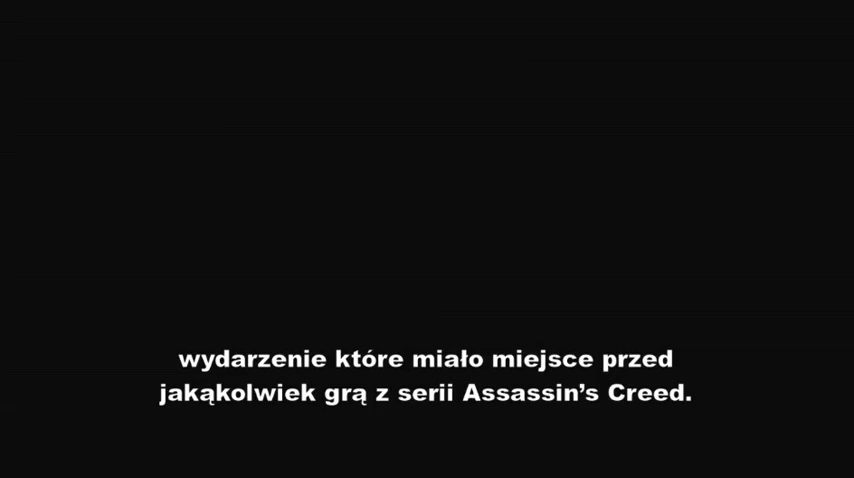 wydarzenie które miało miejsce przed
jakąkolwiek grą z serii Assassin’s Creed.